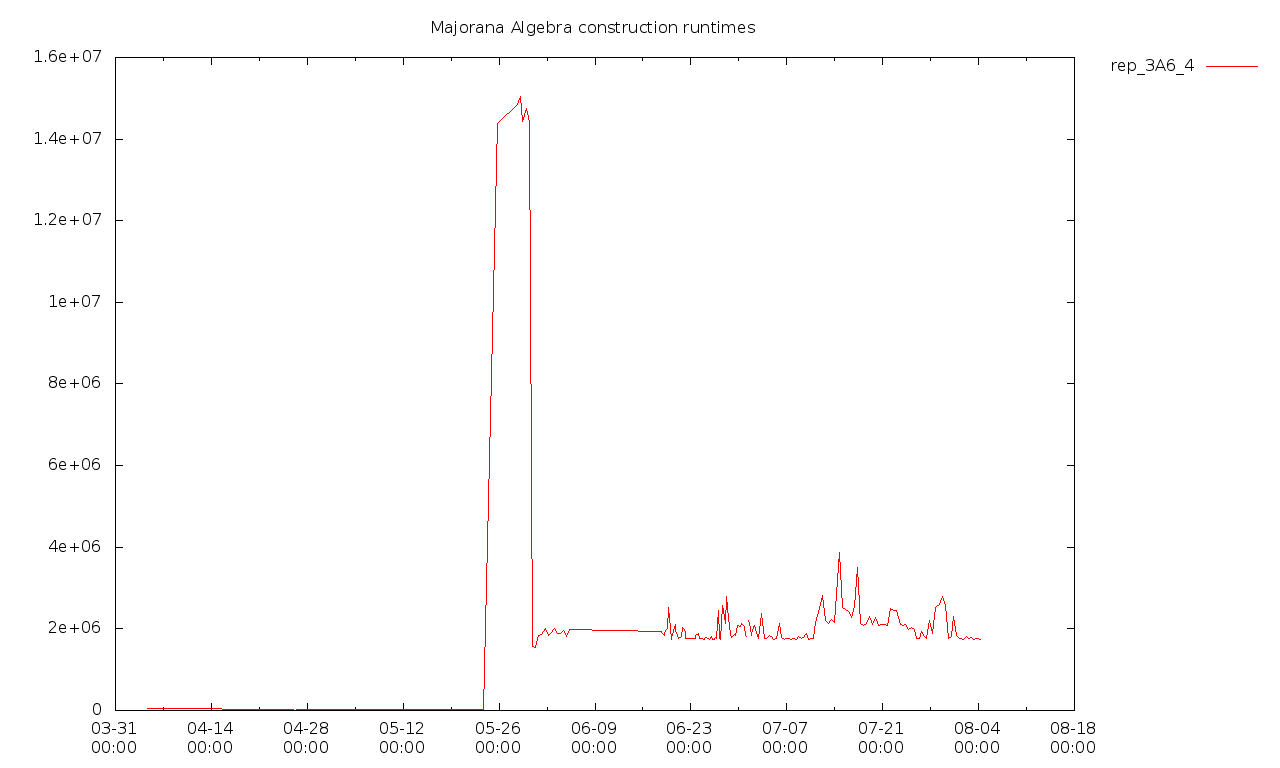 Majorana Algebra construction runtimes
rep_3A6_4
1.6e+07
1.4e+07
1.2e+07
1e+07
8e+06
6e+06
4e+06
2e+06
0
03-31 04-14 04-28 05-12 05-26 06-09 06-23 07-07 07-21 08-04 08-18
00:00 00:00 00:00 00:00 00:00 00:00 00:00 00:00 00:00 00:00 00:00